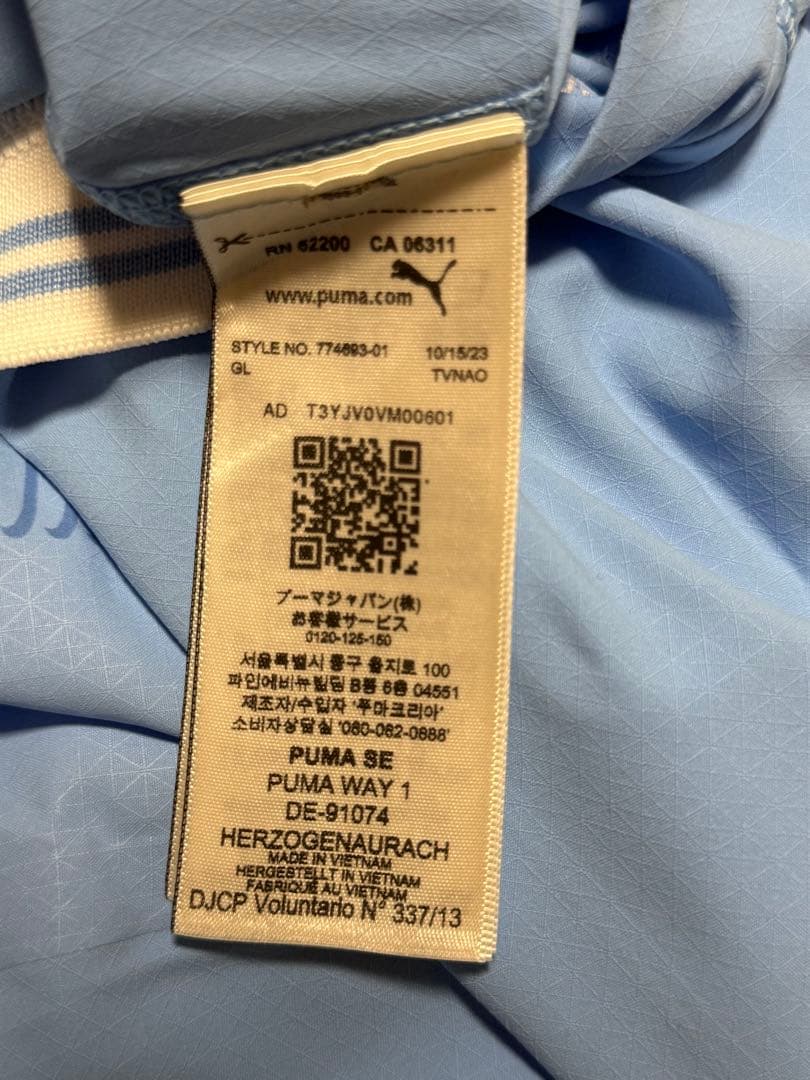 RN 62200 CA 06311
www.puma.com
STYLE NO. 774693-01 10/15/23
GL TVNAO
AD T3YJV0VM00601
プーマジャパン(株)
お客様サービス
0120-125-150
서울특별시 중구 을지로 100
파인에비뉴빌딩 B동 6층 04551
제조자/수입자 '푸마코리아'
소비자상담실 '080-062-0888'
PUMA SE
PUMA WAY 1
DE-91074
HERZOGENAURACH
MADE IN VIETNAM
HERGESTELLT IN VIETNAM
FABRIQUÉ AU VIETNAM
DJCP Voluntario N° 337/13